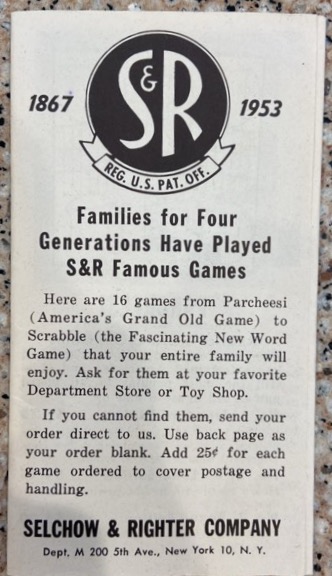 S&R
1867 1953
REG. U.S. PAT. OFF.
Families for Four
Generations Have Played
S&R Famous Games
Here are 16 games from Parcheesi
(America's Grand Old Game) to
Scrabble (the Fascinating New Word
Game) that your entire family will
enjoy. Ask for them at your favorite
Department Store or Toy Shop.
If you cannot find them, send your
order direct to us. Use back page as
your order blank. Add 25¢ for each
game ordered to cover postage and
handling.
SELCHOW & RIGHTER COMPANY
Dept. M 200 5th Ave., New York 10, N. Y.